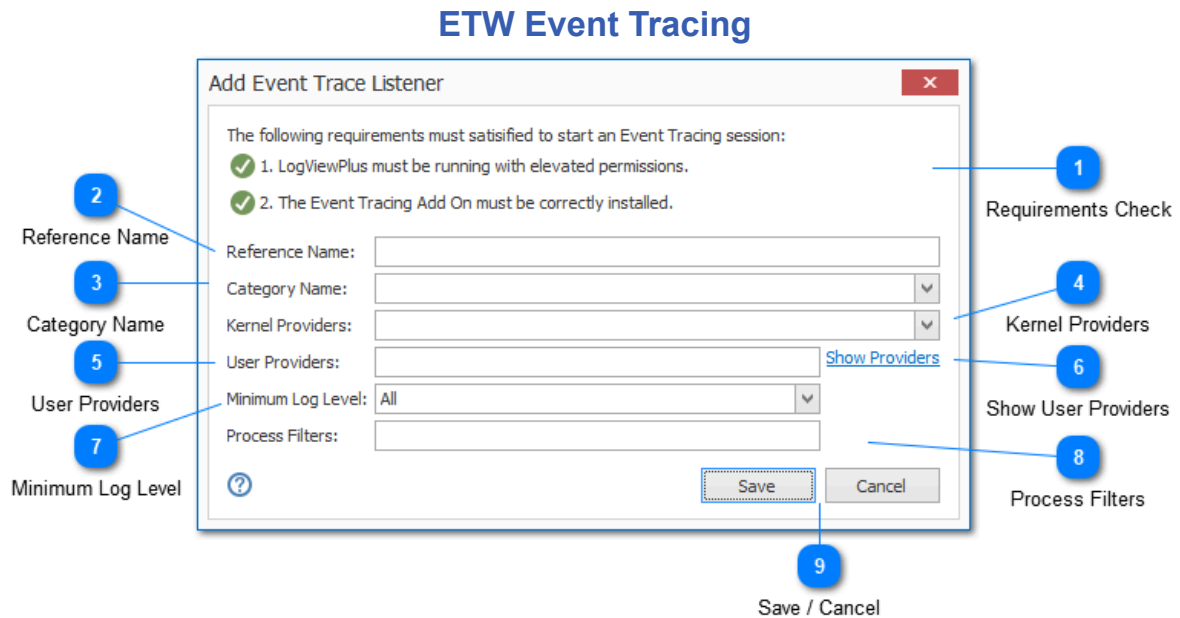 ETW Event Tracing
Add Event Trace Listener
The following requirements must satisified to start an Event Tracing session:
1. LogViewPlus must be running with elevated permissions.
2. The Event Tracing Add On must be correctly installed.
Reference Name:
Category Name:
Kernel Providers:
User Providers:
Show Providers
Minimum Log Level:
All
Process Filters:
?
Save
Cancel
1
Requirements Check
2
Reference Name
3
Category Name
4
Kernel Providers
5
User Providers
6
Show User Providers
7
Minimum Log Level
8
Process Filters
9
Save / Cancel